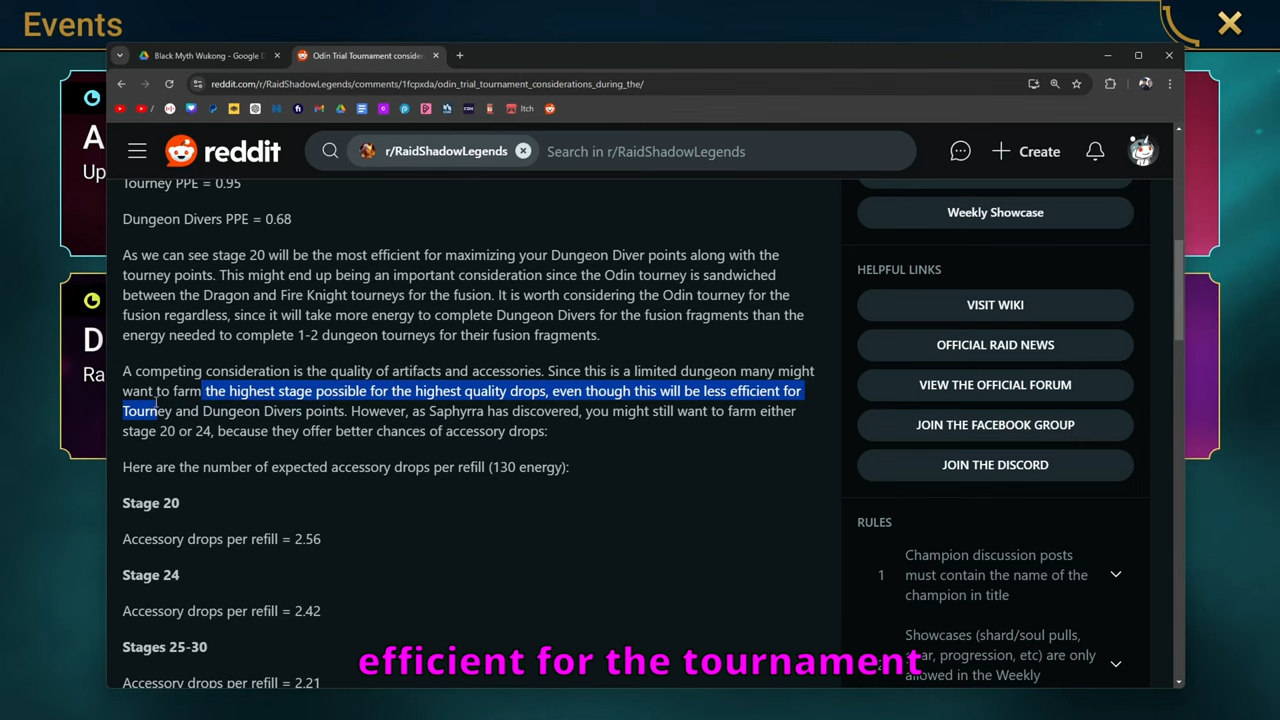 Events
Black Myth Wukong - Google D
Odin Trial Tournament consider
reddit.com/r/RaidShadowLegends/comments/1fcpxda/odin_trial_tournament_considerations_during_the/
Itch
reddit
r/RaidShadowLegends
Search in r/RaidShadowLegends
Create
A
Up
D
Ra
Tourney PPE = 0.95
Dungeon Divers PPE = 0.68
As we can see stage 20 will be the most efficient for maximizing your Dungeon Diver points along with the
tourney points. This might end up being an important consideration since the Odin tourney is sandwiched
between the Dragon and Fire Knight tourneys for the fusion. It is worth considering the Odin tourney for the
fusion regardless, since it will take more energy to complete Dungeon Divers for the fusion fragments than the
energy needed to complete 1-2 dungeon tourneys for their fusion fragments.
A competing consideration is the quality of artifacts and accessories. Since this is a limited dungeon many might
want to farm the highest stage possible for the highest quality drops, even though this will be less efficient for
Tourney and Dungeon Divers points. However, as Saphyrra has discovered, you might still want to farm either
stage 20 or 24, because they offer better chances of accessory drops:
Here are the number of expected accessory drops per refill (130 energy):
Stage 20
Accessory drops per refill = 2.56
Stage 24
Accessory drops per refill = 2.42
Stages 25-30
Accessory drops per refill = 2.21
Weekly Showcase
HELPFUL LINKS
VISIT WIKI
OFFICIAL RAID NEWS
VIEW THE OFFICIAL FORUM
JOIN THE FACEBOOK GROUP
JOIN THE DISCORD
RULES
1
Champion discussion posts
must contain the name of the
champion in title
Showcases (shard/soul pulls,
gear, progression, etc) are only
allowed in the Weekly
efficient for the tournament